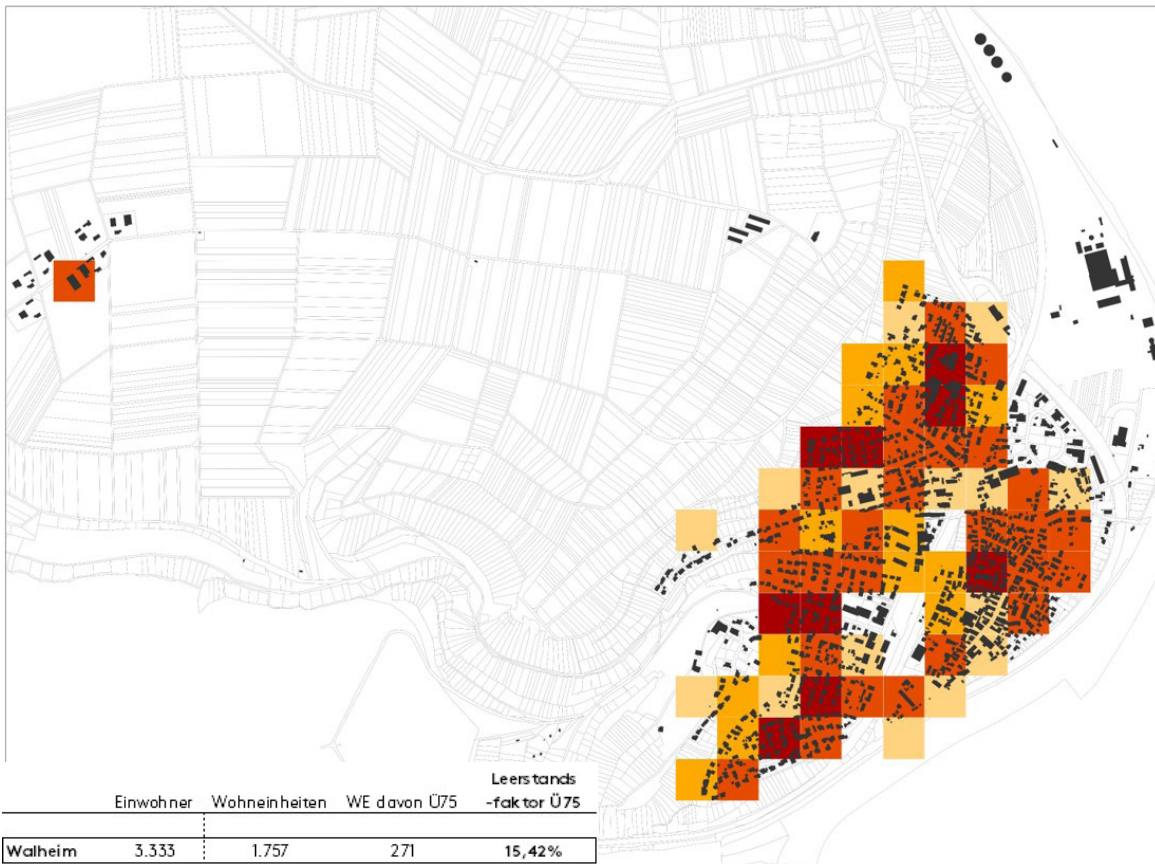 Leerstands
Einwohner Wohneinheiten WE davon Ü75 -faktor Ü75
Walheim 3.333 1.757 271 15,42%